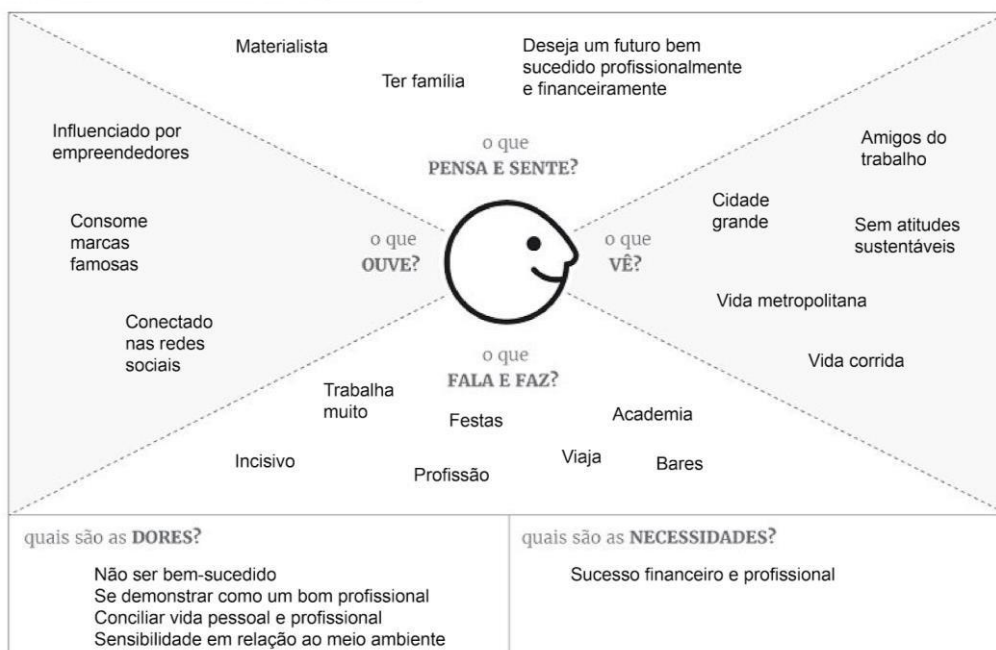 Materialista
Ter família
Deseja um futuro bem
sucedido profissionalmente
e financeiramente
o que
PENSA E SENTE?
Influenciado por
empreendedores
Consome
marcas
famosas
Conectado
nas redes
sociais
o que
OUVE?
o que
VÊ?
Amigos do
trabalho
Cidade
grande
Sem atitudes
sustentáveis
Vida metropolitana
Vida corrida
o que
FALA E FAZ?
Trabalha
muito
Festas
Academia
Incisivo
Profissão
Viaja
Bares
quais são as DORES?
Não ser bem-sucedido
Se demonstrar como um bom profissional
Conciliar vida pessoal e profissional
Sensibilidade em relação ao meio ambiente
quais são as NECESSIDADES?
Sucesso financeiro e profissional